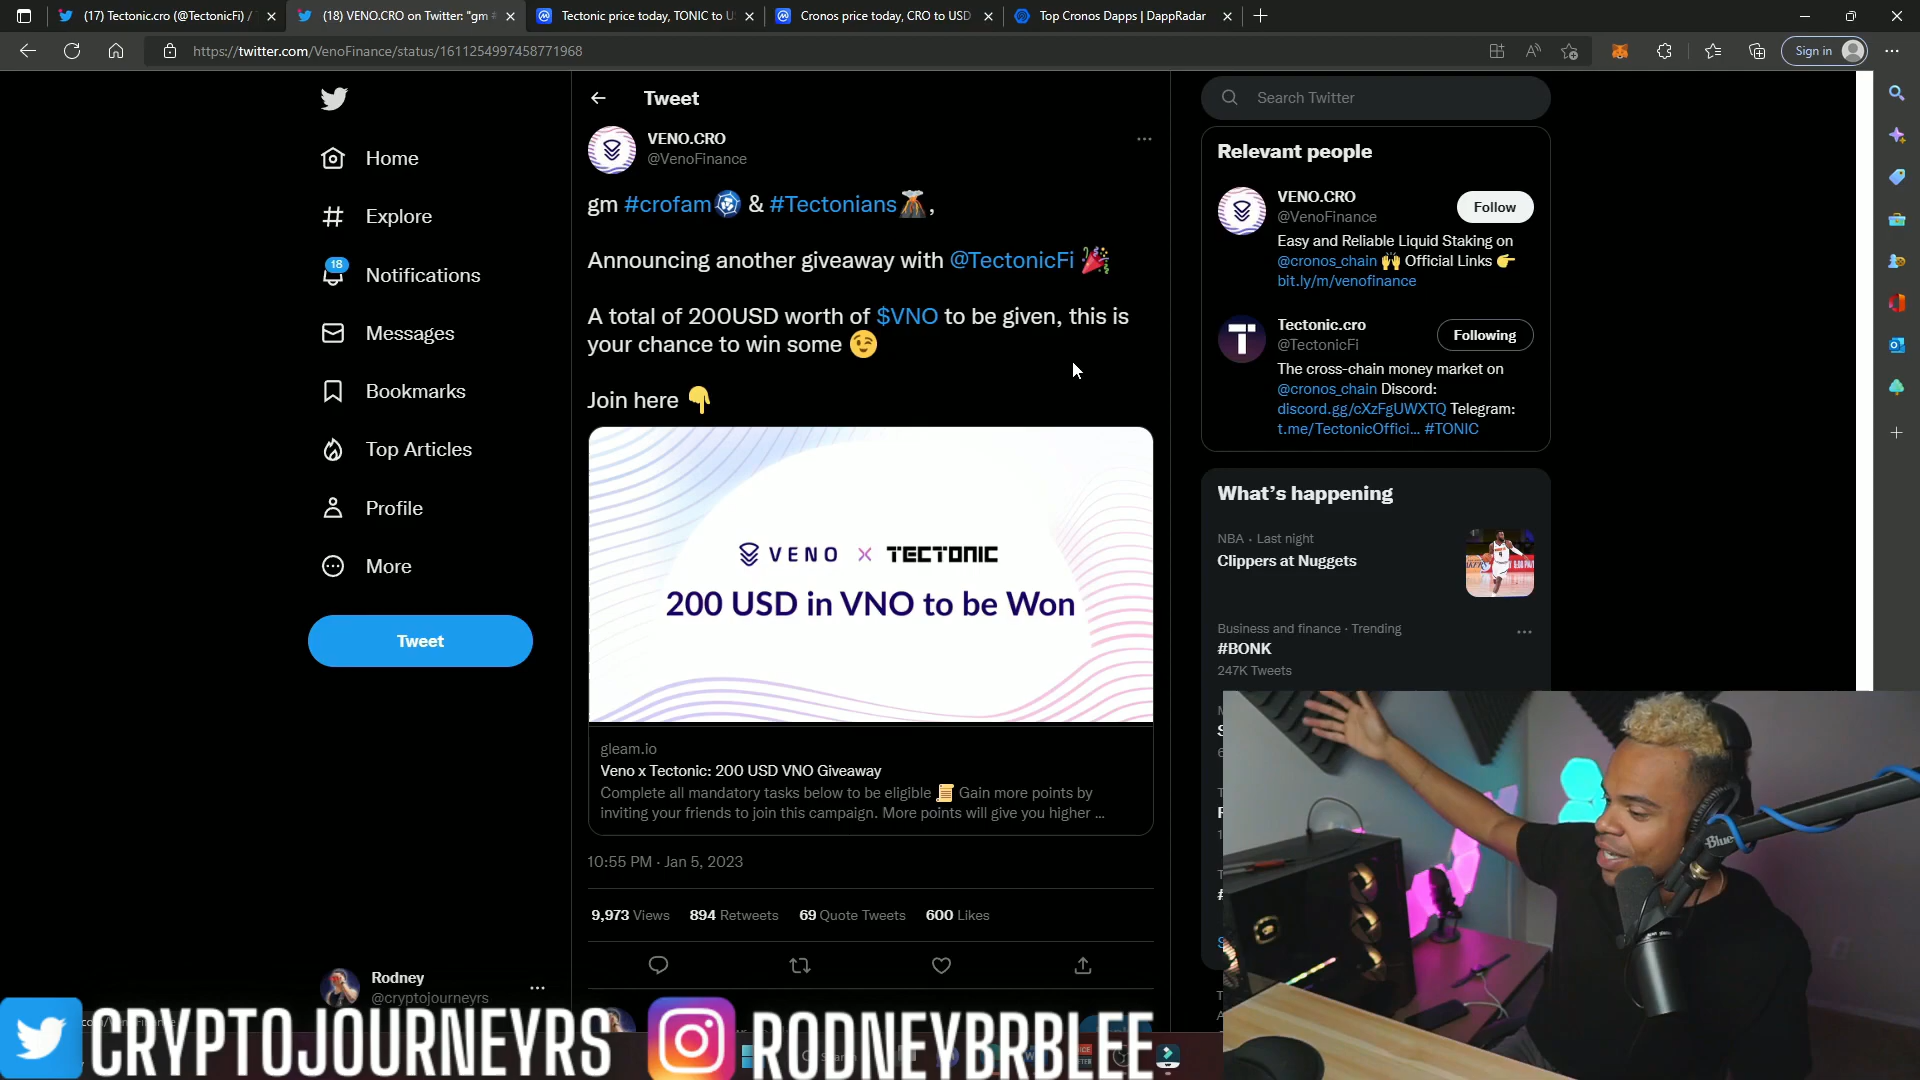 (17) Tectonic.cro (@TectonicFi) /
(18) VENO.CRO on Twitter: "gm
Tectonic price today, TONIC to U
Cronos price today, CRO to USD
Top Cronos Dapps | DappRadar
https://twitter.com/VenoFinance/status/1611254997458771968
Sign in
Home
Explore
18
Notifications
Messages
Bookmarks
Top Articles
Profile
More
Tweet
Rodney
@cryptojourneyrs
Tweet
VENO.CRO
@VenoFinance
gm #crofam & #Tectonians,
Announcing another giveaway with @TectonicFi
A total of 200USD worth of $VNO to be given, this is
your chance to win some
Join here
VENO x TECTONIC
200 USD in VNO to be Won
gleam.io
Veno x Tectonic: 200 USD VNO Giveaway
Complete all mandatory tasks below to be eligible Gain more points by
inviting your friends to join this campaign. More points will give you higher ...
10:55 PM · Jan 5, 2023
9,973 Views 894 Retweets 69 Quote Tweets 600 Likes
Search Twitter
Relevant people
VENO.CRO
@VenoFinance
Follow
Easy and Reliable Liquid Staking on
@cronos_chain Official Links
bit.ly/m/venofinance
Tectonic.cro
@TectonicFi
Following
The cross-chain money market on
@cronos_chain Discord:
discord.gg/cXzFgUWXTQ Telegram:
t.me/TectonicOffici... #TONIC
What's happening
NBA · Last night
Clippers at Nuggets
Business and finance · Trending
#BONK
247K Tweets
Blue
CRYPTOJOURNEYRS
RODNEYBRBLEE